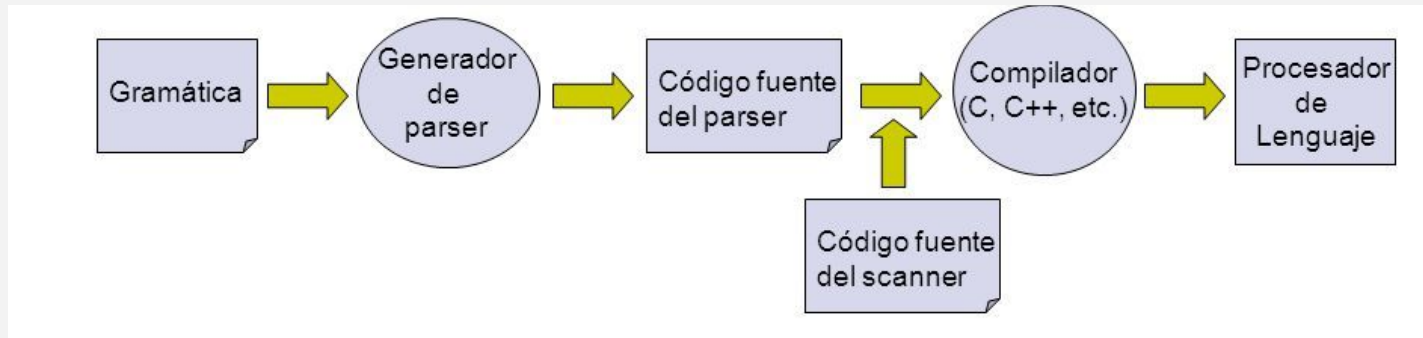 Gramática
Generador
de
parser
Código fuente
del parser
Compilador
(C, C++, etc.)
Procesador
de
Lenguaje
Código fuente
del scanner